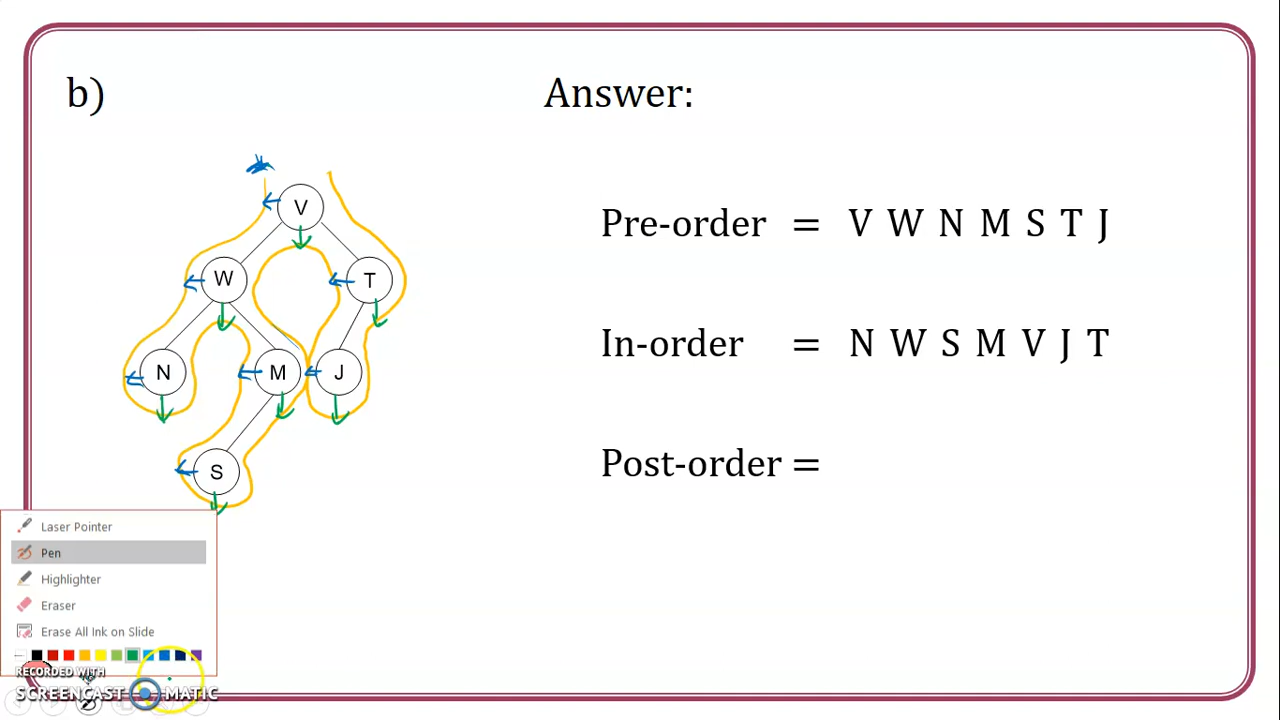 b)
Answer:
V
W
T
N
M
J
S
Pre-order = V W N M S T J
In-order = N W S M V J T
Post-order =
Laser Pointer
Pen
Highlighter
Eraser
Erase All Ink on Slide
RECORDED WITH
SCREENCAST MATIC